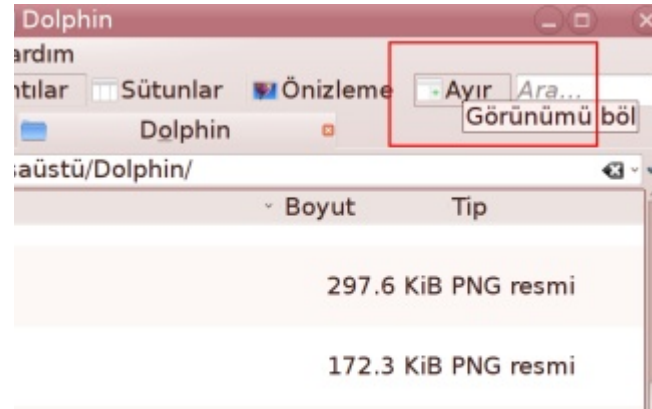 Dolphin
ardım
ntılar Sütunlar Önizleme Ayır Ara...
Görünümü böl
Dolphin
saüstü/Dolphin/
Boyut Tip
297.6 KiB PNG resmi
172.3 KiB PNG resmi